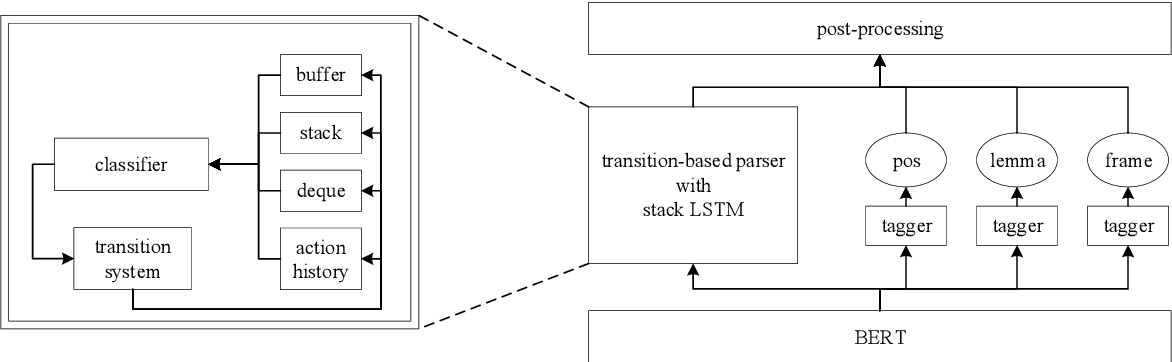 buffer
stack
deque
action
history
classifier
transition
system
post-processing
transition-based parser
with
stack LSTM
pos
lemma
frame
tagger
tagger
tagger
BERT